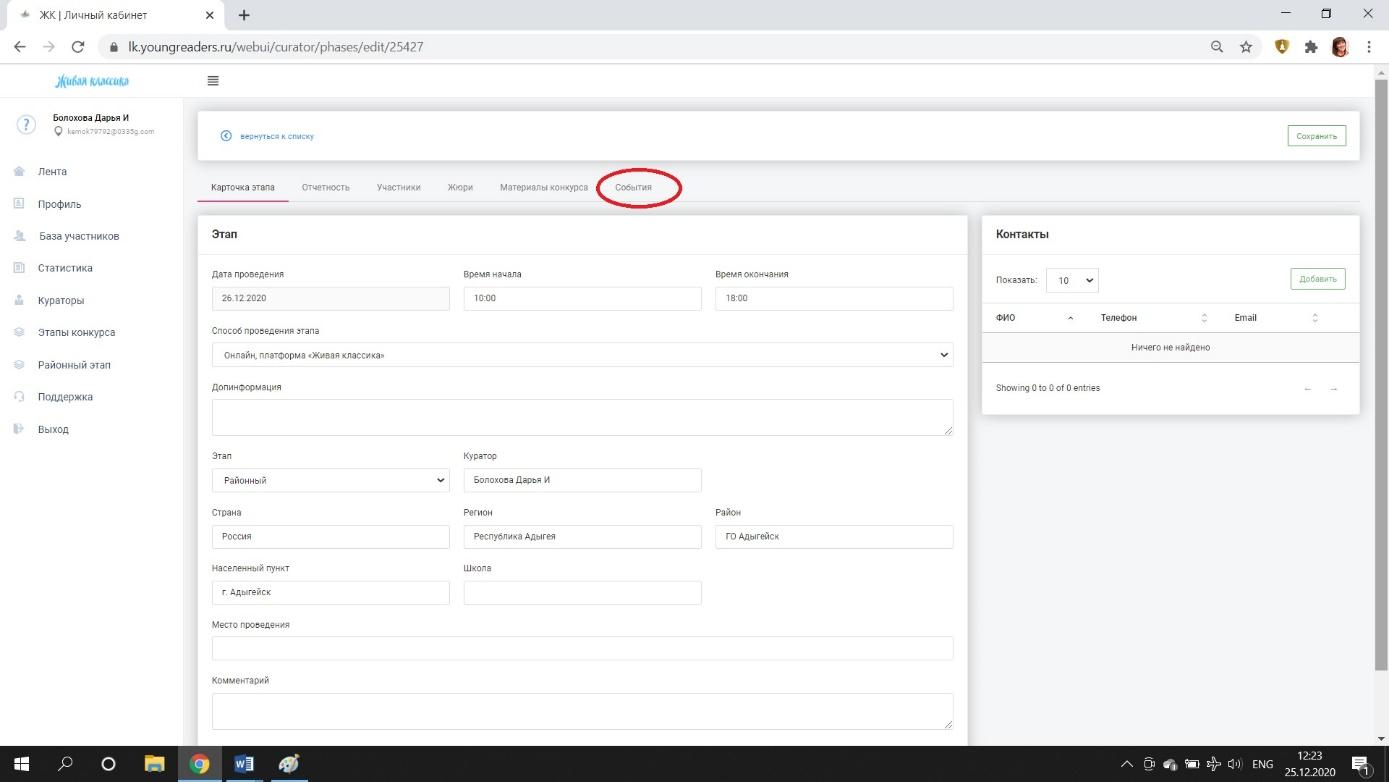 ЖК | Личный кабинет
lk.youngreaders.ru/webui/curator/phases/edit/25427
Живая классика
Болохова Дарья И
kemok79792@0335g.com
Лента
Профиль
База участников
Статистика
Кураторы
Этапы конкурса
Районный этап
Поддержка
Выход
вернуться к списку
Сохранить
Карточка этапа Отчетность Участники Жюри Материалы конкурса События
Этап
Дата проведения Время начала Время окончания
26.12.2020 10:00 18:00
Способ проведения этапа
Онлайн, платформа «Живая классика»
Допинформация
Этап Куратор
Районный Болохова Дарья И
Страна Регион Район
Россия Республика Адыгея ГО Адыгейск
Населенный пункт Школа
г. Адыгейск
Место проведения
Комментарий
Контакты
Показать: 10 Добавить
ФИО Телефон Email
Ничего не найдено
Showing 0 to 0 of 0 entries ← →
ENG
12:23
25.12.2020
1